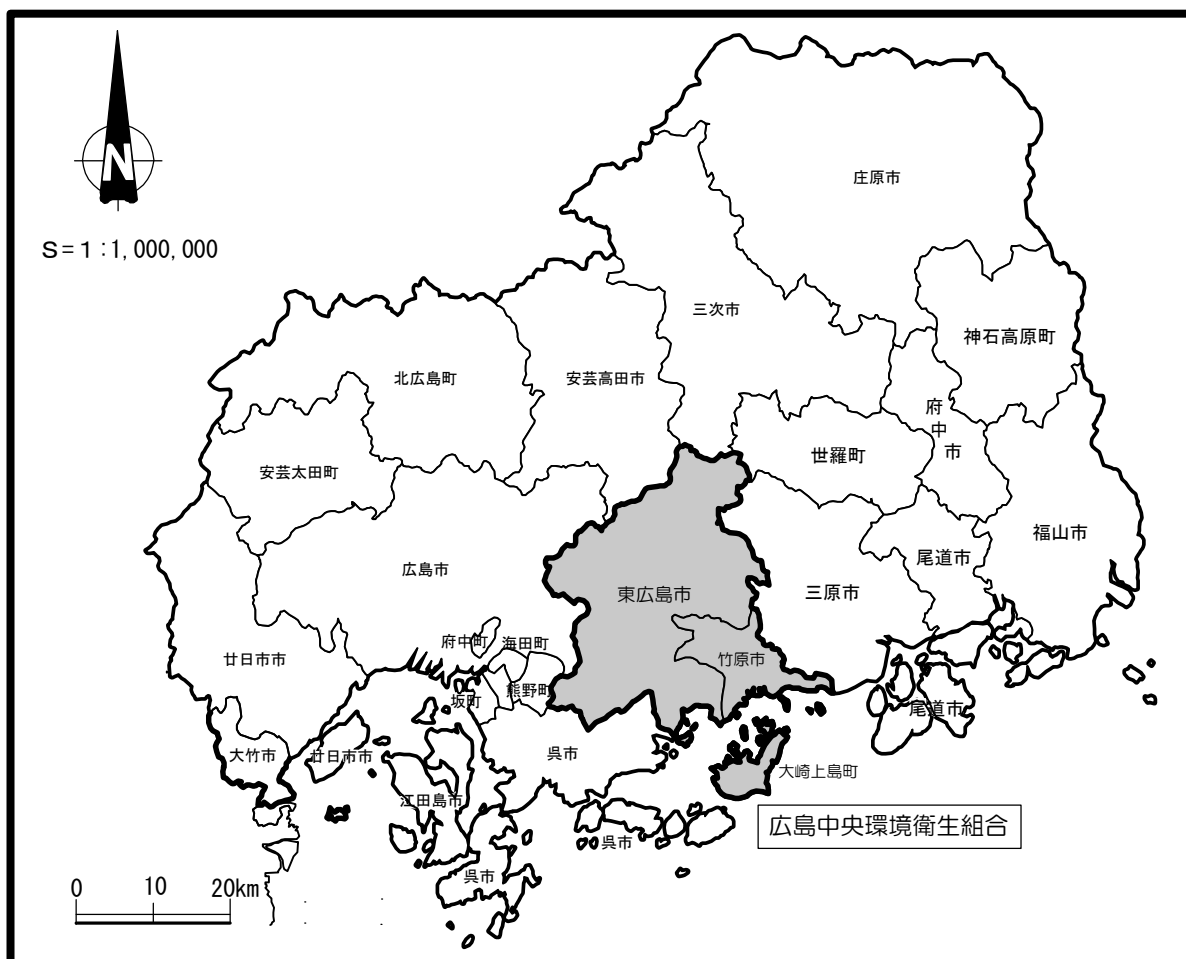 N
S=1:1,000,000
庄原市
三次市
神石高原町
北広島町
安芸高田市
府中市
世羅町
安芸太田町
福山市
尾道市
広島市
東広島市
三原市
府中町
海田町
竹原市
廿日市市
熊野町
坂町
尾道市
大竹市
廿日市市
呉市
大崎上島町
江田島市
広島中央環境衛生組合
呉市
呉市
0 10 20km